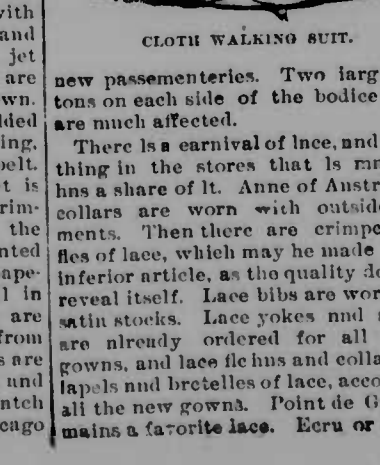 with
and
jet
are
wn.
lded
ing,
belt.
t is
rim-
the
nted
ape-
l in
are
from
s are
und
ntch
cago
CLOTH WALKING SUIT.
new passementeries. Two larg
tons on each side of the bodice
are much affected.
There is a carnival of lace, and
thing in the stores that is
has a share of it. Anne of Austr
collars are worn with outsid
ments. Then there are crimpe
fles of lace, which may be made
inferior article, as the quality do
reveal itself. Lace bibs are wor
satin stocks. Lace yokes and
are already ordered for all
gowns, and lace fichus and colla
lapels and bretelles of lace, acco
all the new gowns. Point de G
mains a favorite lace. Ecru or